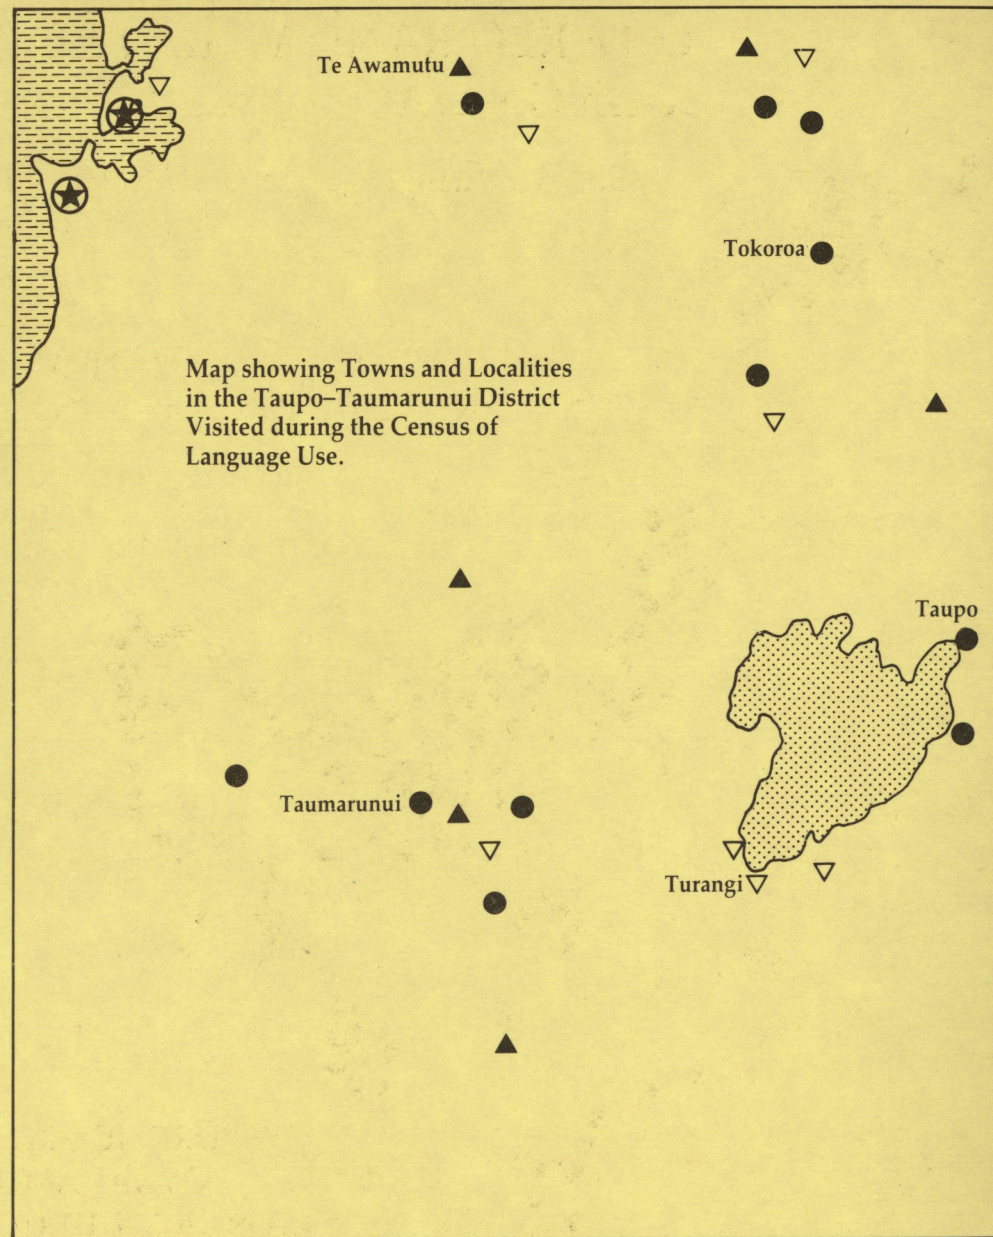 Te Awamutu
Tokoroa
Map showing Towns and Localities
in the Taupo–Taumarunui District
Visited during the Census of
Language Use.
Taupo
Taumarunui
Turangi